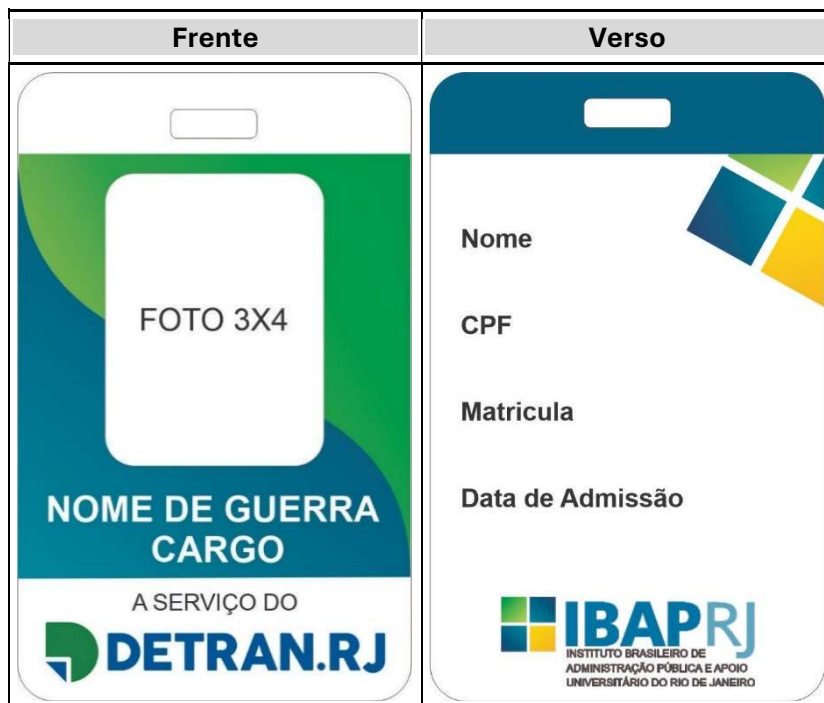 Frente
Verso
FOTO 3X4
NOME DE GUERRA
CARGO
A SERVIÇO DO
DETRAN.RJ
Nome
CPF
Matricula
Data de Admissão
IBAPRJ
INSTITUTO BRASILEIRO DE
ADMINISTRAÇÃO PÚBLICA E APOIO
UNIVERSITÁRIO DO RIO DE JANEIRO